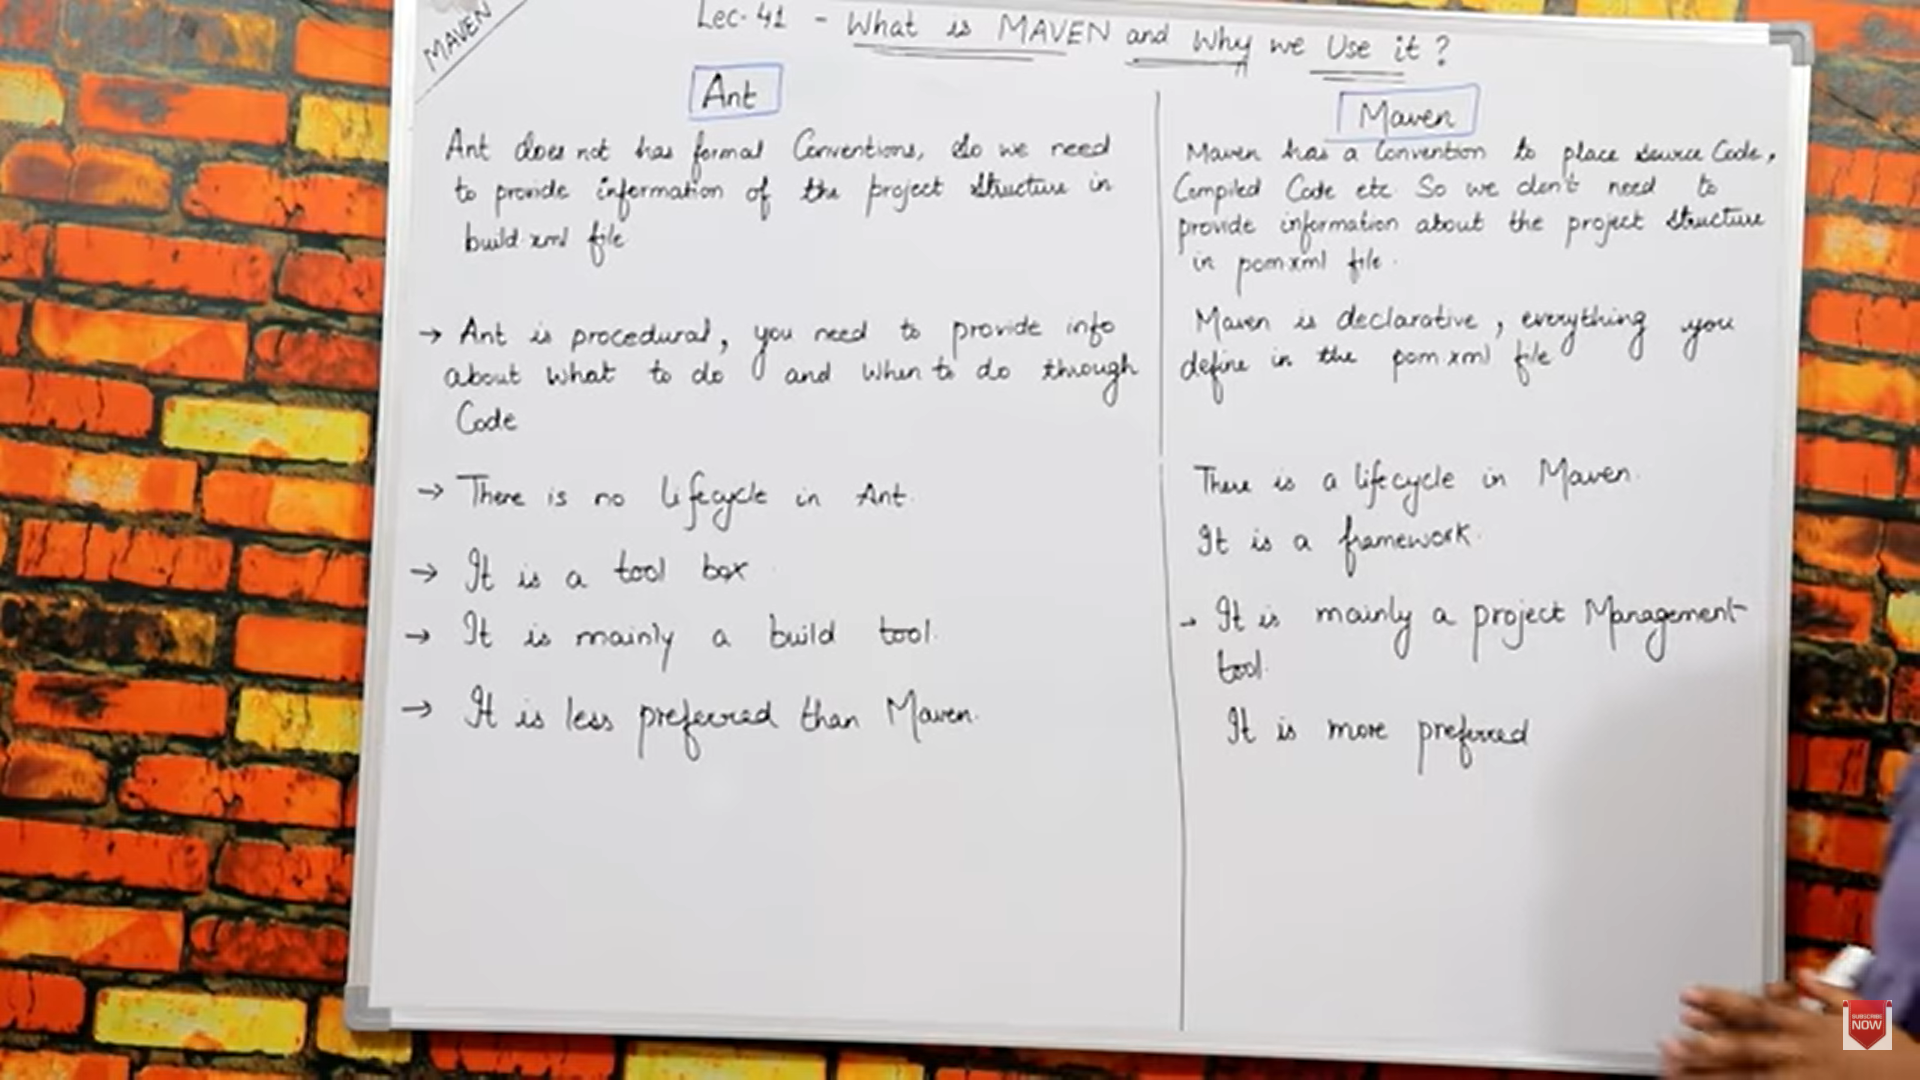 MAVEN
Lec-41 - What is MAVEN and Why we Use it?
Ant
Ant does not has formal Conventions, So we need
to provide information of the project Structure in
build.xml file
→ Ant is procedural, you need to provide info
about what to do and when to do through
Code
→ There is no lifecycle in Ant.
→ It is a tool box
→ It is mainly a build tool.
→ It is less preferred than Maven.
Maven
Maven has a Convention to place source Code,
Compiled Code etc So we don't need to
provide information about the project Structure
in pom.xml file.
Maven is declarative, everything you
define in the pom.xml file
There is a lifecycle in Maven.
It is a framework.
→ It is mainly a project Management
tool.
It is more preferred
SUBSCRIBE
NOW